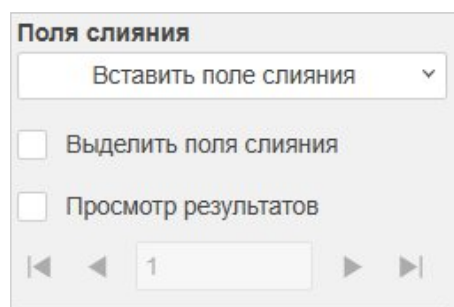 Поля слияния
Вставить поле слияния
Выделить поля слияния
Просмотр результатов
1